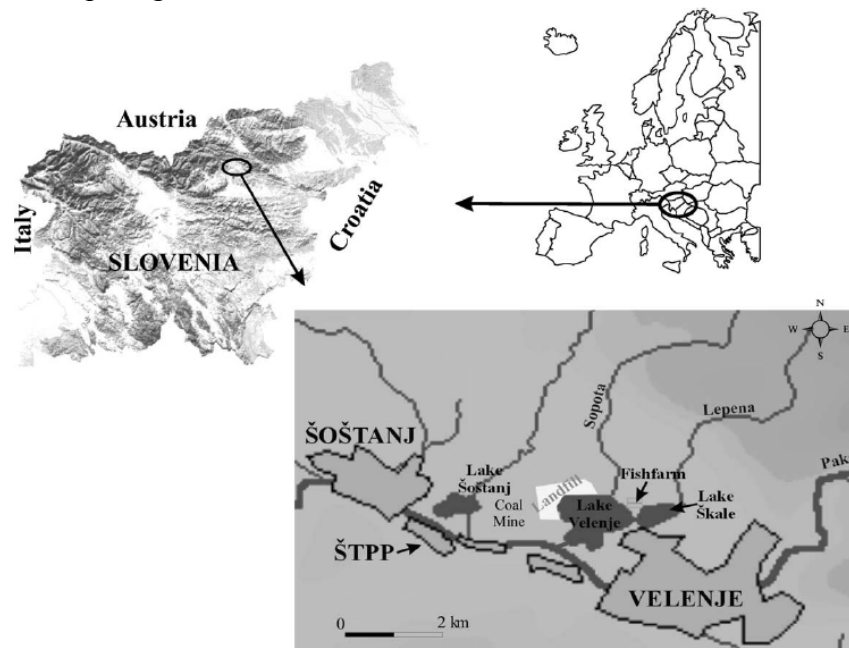 Austria
Italy
Croatia
SLOVENIA
N
W E
S
Sopota
Lepena
ŠOŠTANJ
Lake
Šoštanj
Coal
Mine
Landfill
Fishfarm
Lake
Velenje
Lake
Škale
Pak
ŠTPP
VELENJE
0 2 km